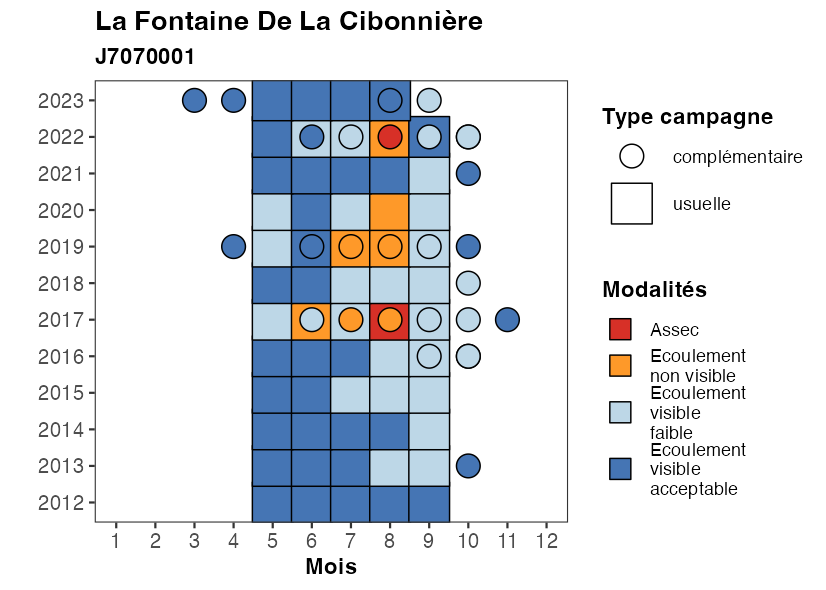 La Fontaine De La Cibonnière
J7070001
2023
2022
2021
2020
2019
2018
2017
2016
2015
2014
2013
2012
1 2 3 4 5 6 7 8 9 10 11 12
Mois
Type campagne
complémentaire
usuelle
Modalités
Assec
Ecoulement
non visible
Ecoulement
visible
faible
Ecoulement
visible
acceptable